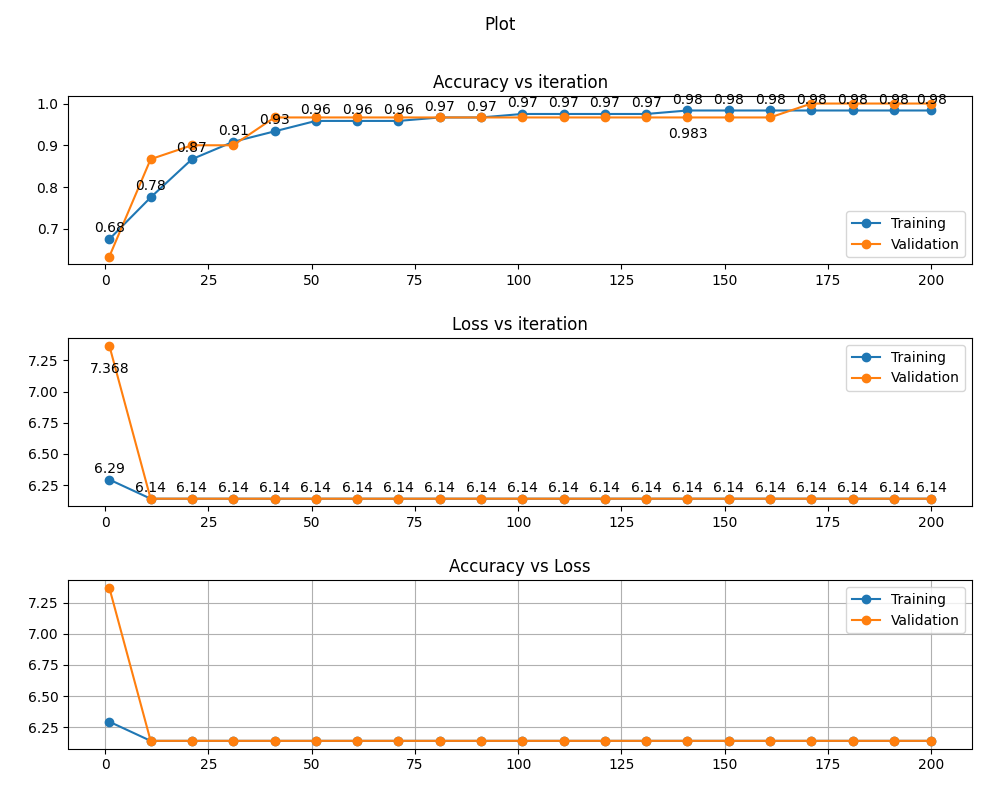 Plot
Accuracy vs iteration
1.0
0.9
0.8
0.7
0.68 0.78 0.87 0.91 0.93 0.96 0.96 0.96 0.97 0.97 0.97 0.97 0.97 0.97 0.98 0.98 0.98 0.98 0.98 0.98 0.98
0.983
Training
Validation
0 25 50 75 100 125 150 175 200
Loss vs iteration
7.25
7.00
6.75
6.50
6.25
7.368
6.29 6.14 6.14 6.14 6.14 6.14 6.14 6.14 6.14 6.14 6.14 6.14 6.14 6.14 6.14 6.14 6.14 6.14 6.14 6.14 6.14
Training
Validation
0 25 50 75 100 125 150 175 200
Accuracy vs Loss
7.25
7.00
6.75
6.50
6.25
Training
Validation
0 25 50 75 100 125 150 175 200